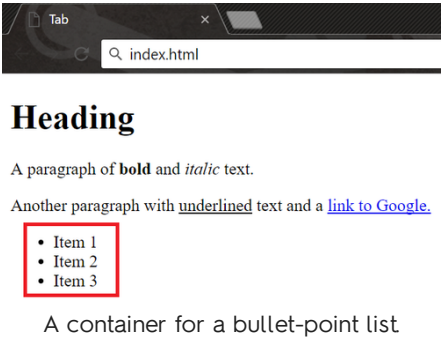 Tab
index.html
Heading
A paragraph of bold and italic text.
Another paragraph with underlined text and a link to Google.
• Item 1
• Item 2
• Item 3
A container for a bullet-point list.